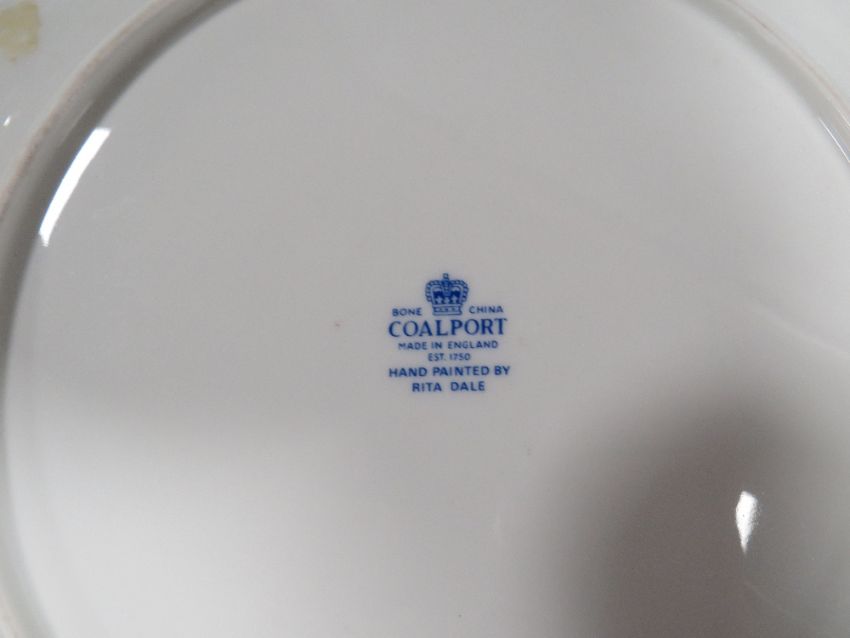 BONE CHINA
COALPORT
MADE IN ENGLAND
EST. 1750
HAND PAINTED BY
RITA DALE